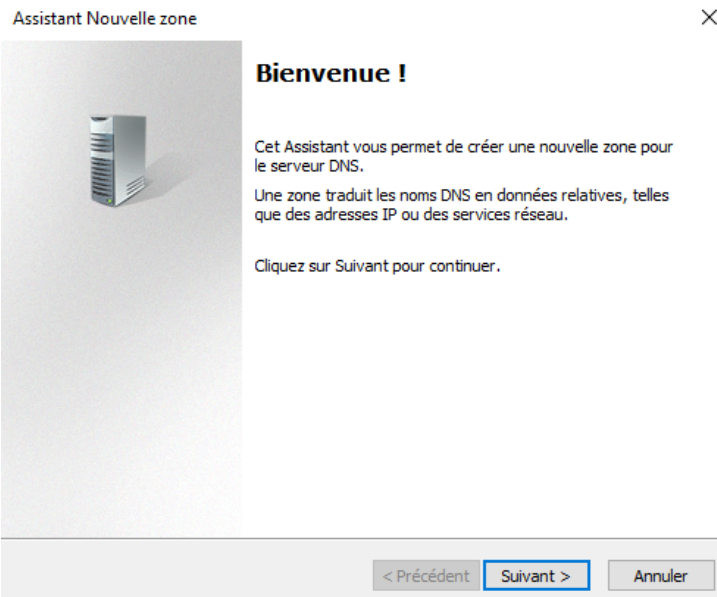 Assistant Nouvelle zone
Bienvenue !
Cet Assistant vous permet de créer une nouvelle zone pour
le serveur DNS.
Une zone traduit les noms DNS en données relatives, telles
que des adresses IP ou des services réseau.
Cliquez sur Suivant pour continuer.
< Précédent Suivant > Annuler